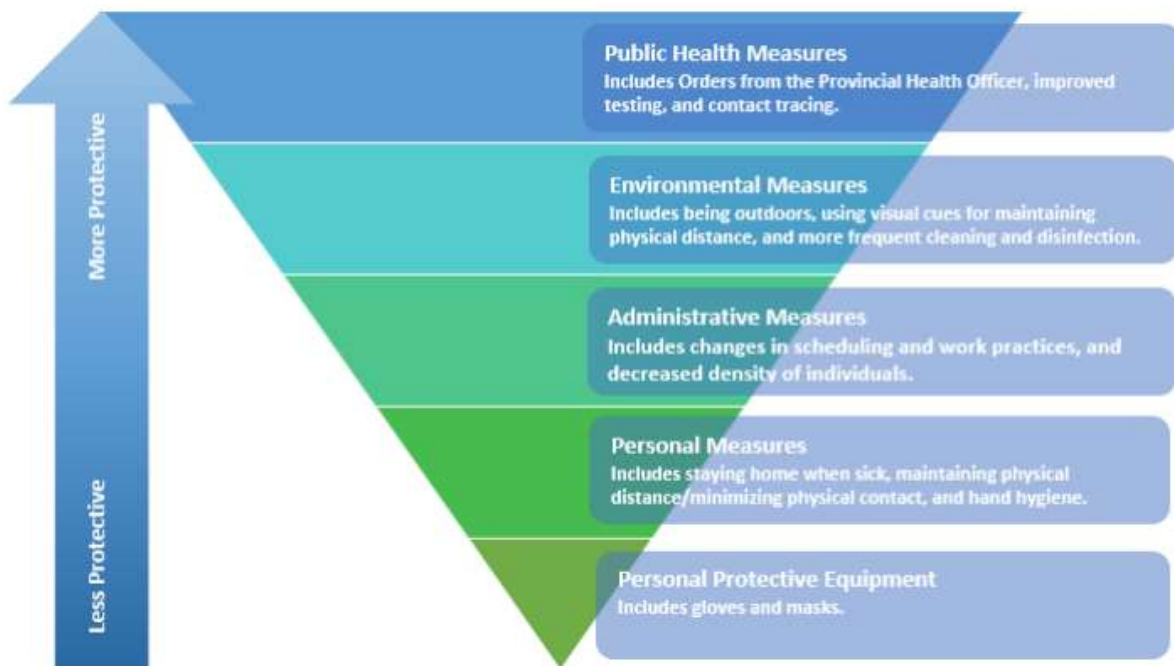 More Protective
Less Protective
Public Health Measures
Includes Orders from the Provincial Health Officer, improved
testing, and contact tracing.
Environmental Measures
Includes being outdoors, using visual cues for maintaining
physical distance, and more frequent cleaning and disinfection.
Administrative Measures
Includes changes in scheduling and work practices, and
decreased density of individuals.
Personal Measures
Includes staying home when sick, maintaining physical
distance/minimizing physical contact, and hand hygiene.
Personal Protective Equipment
Includes gloves and masks.